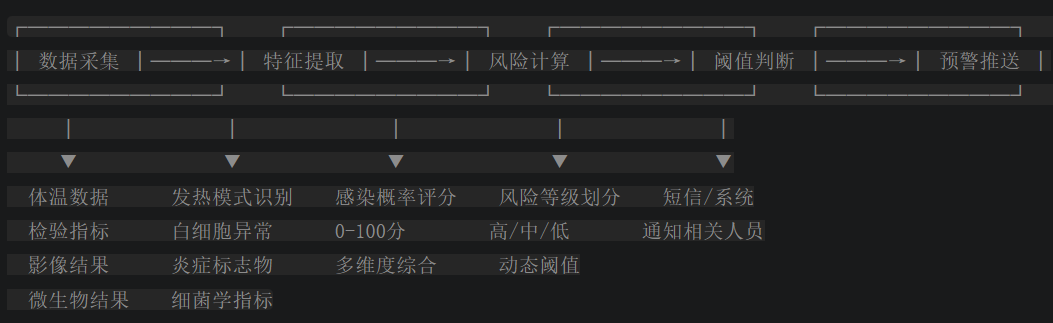 数据采集 特征提取 风险计算 阈值判断 预警推送
体温数据 发热模式识别 感染概率评分 风险等级划分 短信/系统
检验指标 白细胞异常 0-100分 高/中/低 通知相关人员
影像结果 炎症标志物 多维度综合 动态阈值
微生物结果 细菌学指标